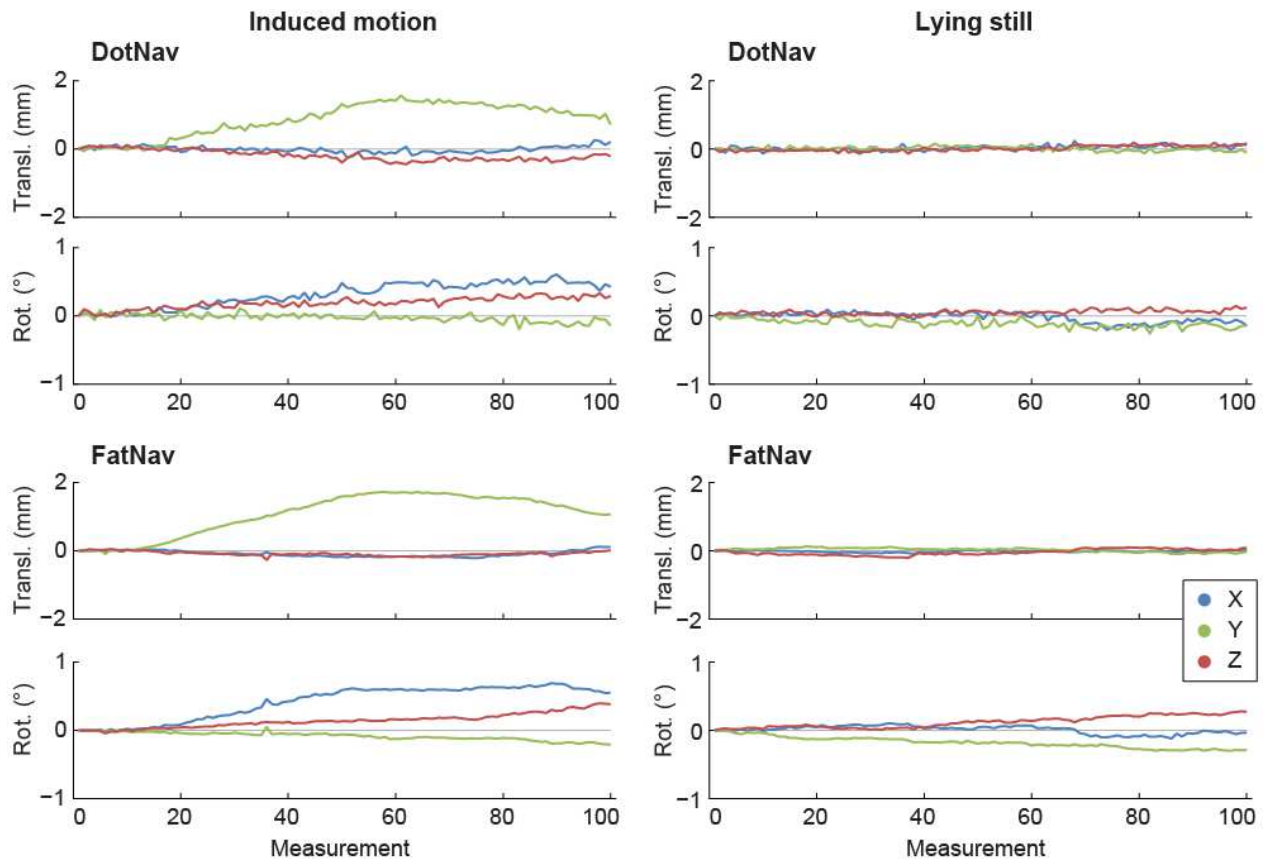 Induced motion
Lying still
DotNav
DotNav
2
0
−2
Transl. (mm)
2
0
−2
Transl. (mm)
1
0
−1
Rot. (°)
0 20 40 60 80 100
1
0
−1
Rot. (°)
0 20 40 60 80 100
FatNav
FatNav
2
0
−2
Transl. (mm)
2
0
−2
Transl. (mm)
X
Y
Z
1
0
−1
Rot. (°)
0 20 40 60 80 100
Measurement
1
0
−1
Rot. (°)
0 20 40 60 80 100
Measurement